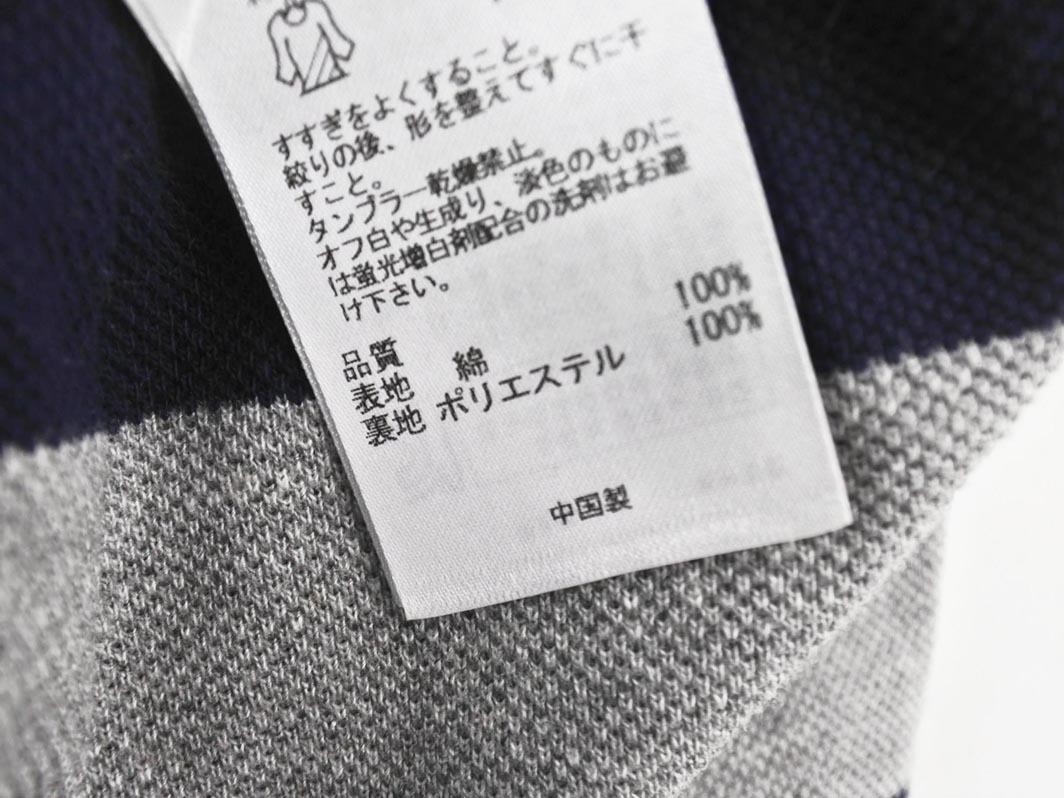 すすぎをよくすること。
絞りの後、形を整えてすぐに干
すこと。
タンブラー乾燥禁止。
オフ白や生成り、淡色のものに
は蛍光増白剤配合の洗剤はお避
け下さい。
品質
表地 綿 100%
裏地 ポリエステル 100%
中国製